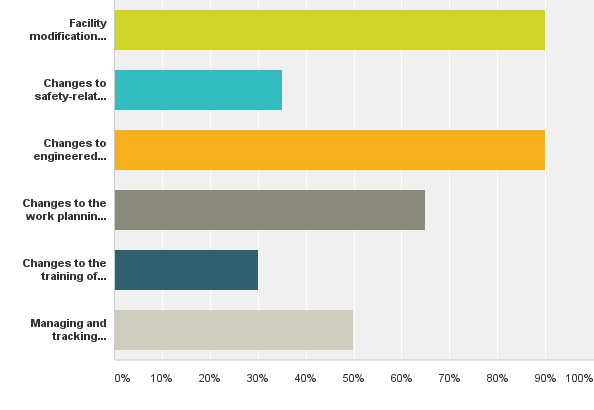 Facility
modification...
Changes to
safety-relat...
Changes to
engineered...
Changes to the
work plannin...
Changes to the
training of...
Managing and
tracking...
0% 10% 20% 30% 40% 50% 60% 70% 80% 90% 100%